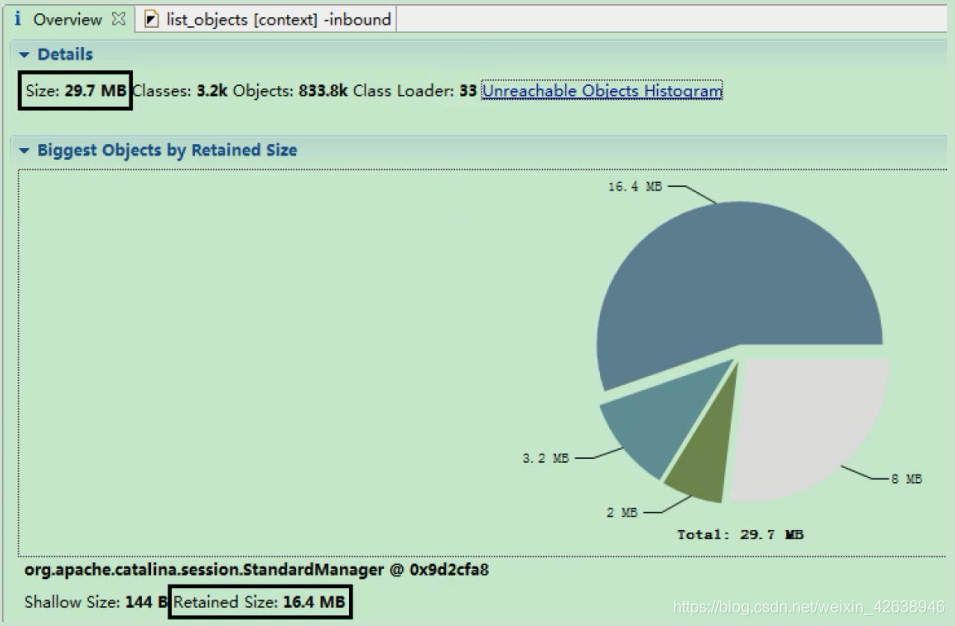 i Overview list_objects [context] -inbound
Details
Size: 29.7 MB Classes: 3.2k Objects: 833.8k Class Loader: 33 Unreachable Objects Histogram
Biggest Objects by Retained Size
16.4 MB
3.2 MB
8 MB
2 MB
Total: 29.7 MB
org.apache.catalina.session.StandardManager @ 0x9d2cfa8
Shallow Size: 144 B Retained Size: 16.4 MB
https://blog.csdn.net/weixin_42638946